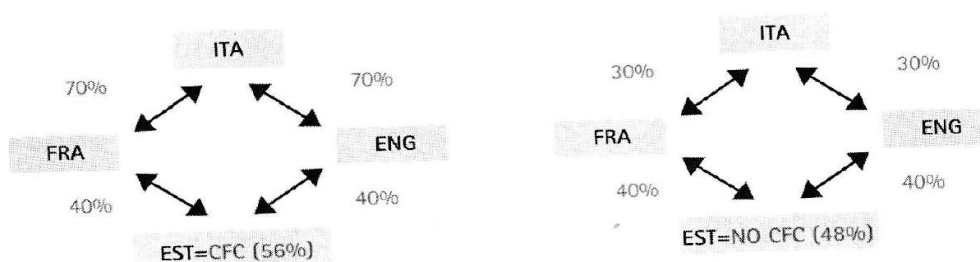 ITA
70% 70%
FRA ENG
40% 40%
EST=CFC (56%)
ITA
30% 30%
FRA ENG
40% 40%
EST=NO CFC (48%)